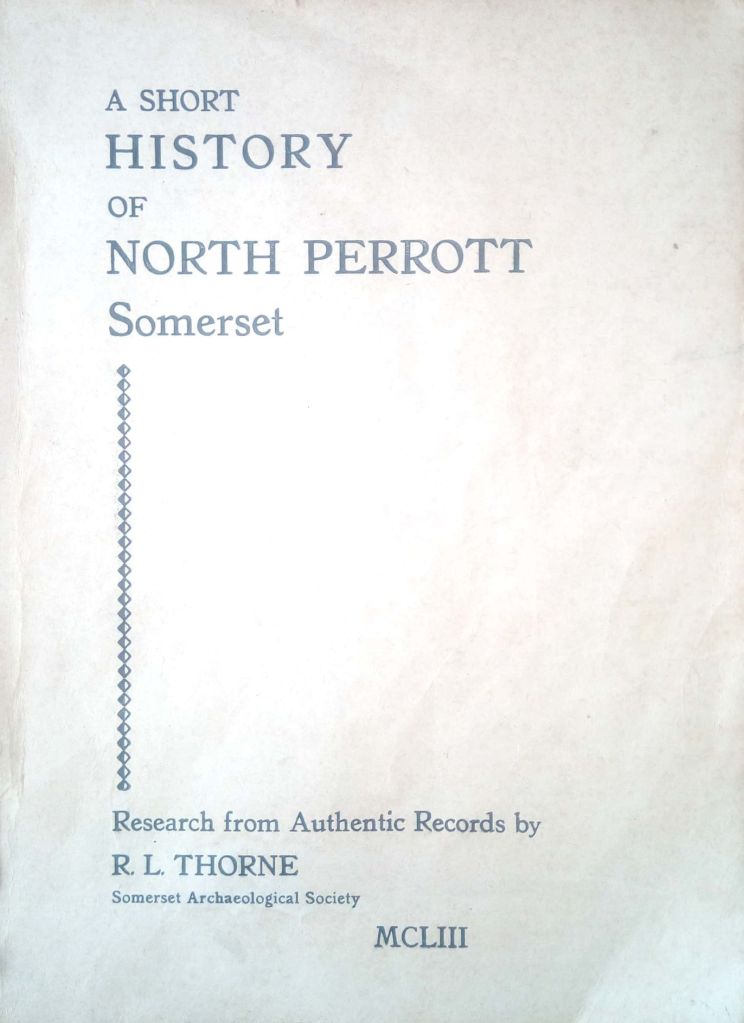 A SHORT
HISTORY
OF
NORTH PERROTT
Somerset
Research from Authentic Records by
R. L. THORNE
Somerset Archaeological Society
MCLIII